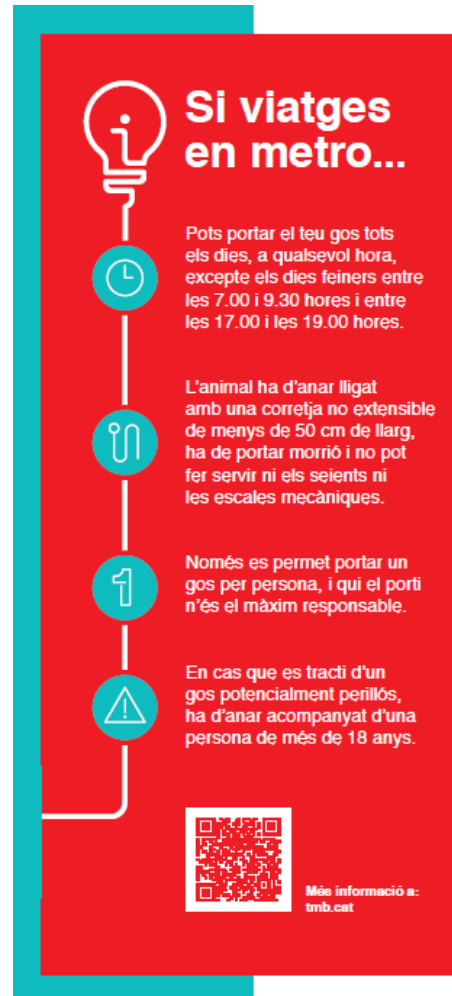 Si viatges
en metro...
Pots portar el teu gos tots
els dies, a qualsevol hora,
excepte els dies feiners entre
les 7.00 i 9.30 hores i entre
les 17.00 i les 19.00 hores.
L'animal ha d'anar lligat
amb una corretja no extensible
de menys de 50 cm de llarg,
ha de portar morrió i no pot
fer servir ni els seients ni
les escales mecàniques.
1
Només es permet portar un
gos per persona, i qui el porti
n'és el màxim responsable.
En cas que es tracti d'un
gos potencialment perillós,
ha d'anar acompanyat d'una
persona de més de 18 anys.
Més informació a:
tmb.cat